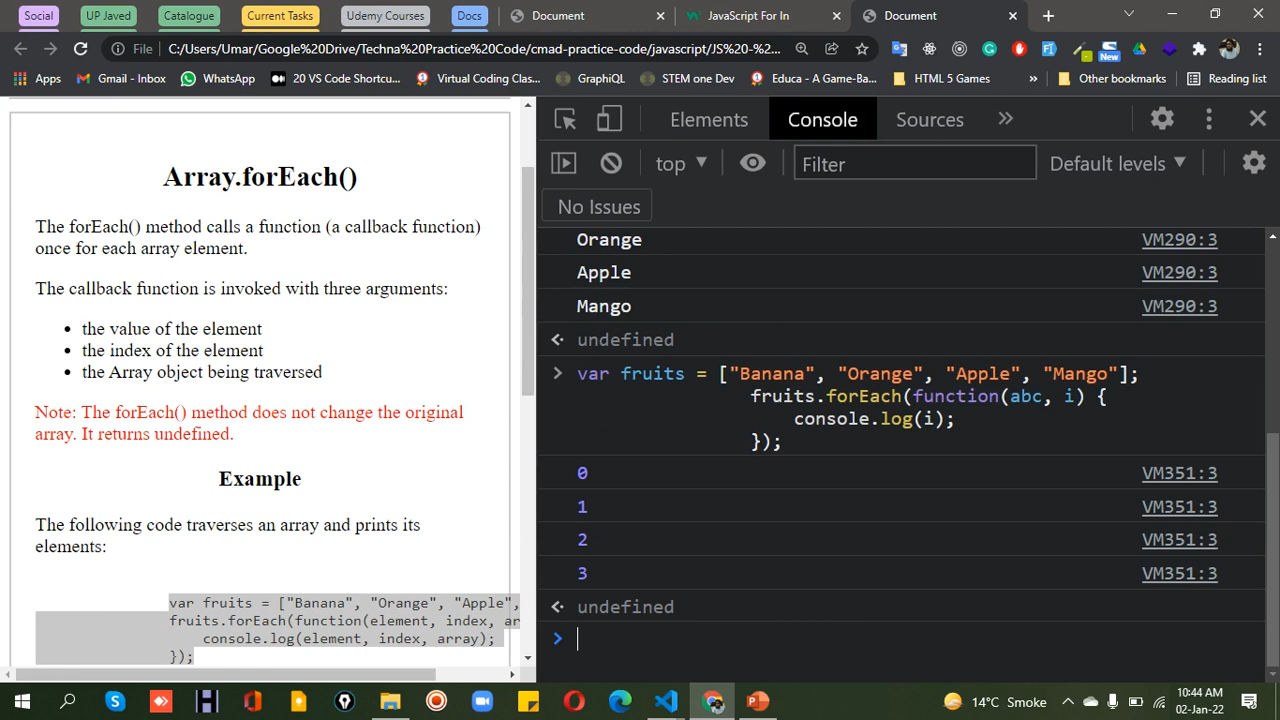 Social
UP Javed
Catalogue
Current Tasks
Udemy Courses
Docs
Document
JavaScript For In
Document
File
C:/Users/Umar/Google%20Drive/Techna%20Practice%20Code/cmad-practice-code/javascript/JS%20-%2...
Apps
Gmail - Inbox
WhatsApp
20 VS Code Shortcu...
Virtual Coding Clas...
GraphiQL
STEM one Dev
Educa - A Game-Ba...
HTML 5 Games
»
Other bookmarks
Reading list
New
Array.forEach()
The forEach() method calls a function (a callback function)
once for each array element.
The callback function is invoked with three arguments:
• the value of the element
• the index of the element
• the Array object being traversed
Note: The forEach() method does not change the original
array. It returns undefined.
Example
The following code traverses an array and prints its
elements:
var fruits = ["Banana", "Orange", "Apple",
fruits.forEach(function(element, index, ar
console.log(element, index, array);
});
Elements
Console
Sources
»
top
Filter
Default levels
No Issues
Orange VM290:3
Apple VM290:3
Mango VM290:3
undefined
> var fruits = ["Banana", "Orange", "Apple", "Mango"];
fruits.forEach(function(abc, i) {
console.log(i);
});
0 VM351:3
1 VM351:3
2 VM351:3
3 VM351:3
undefined
>
14°C Smoke
10:44 AM
02-Jan-22